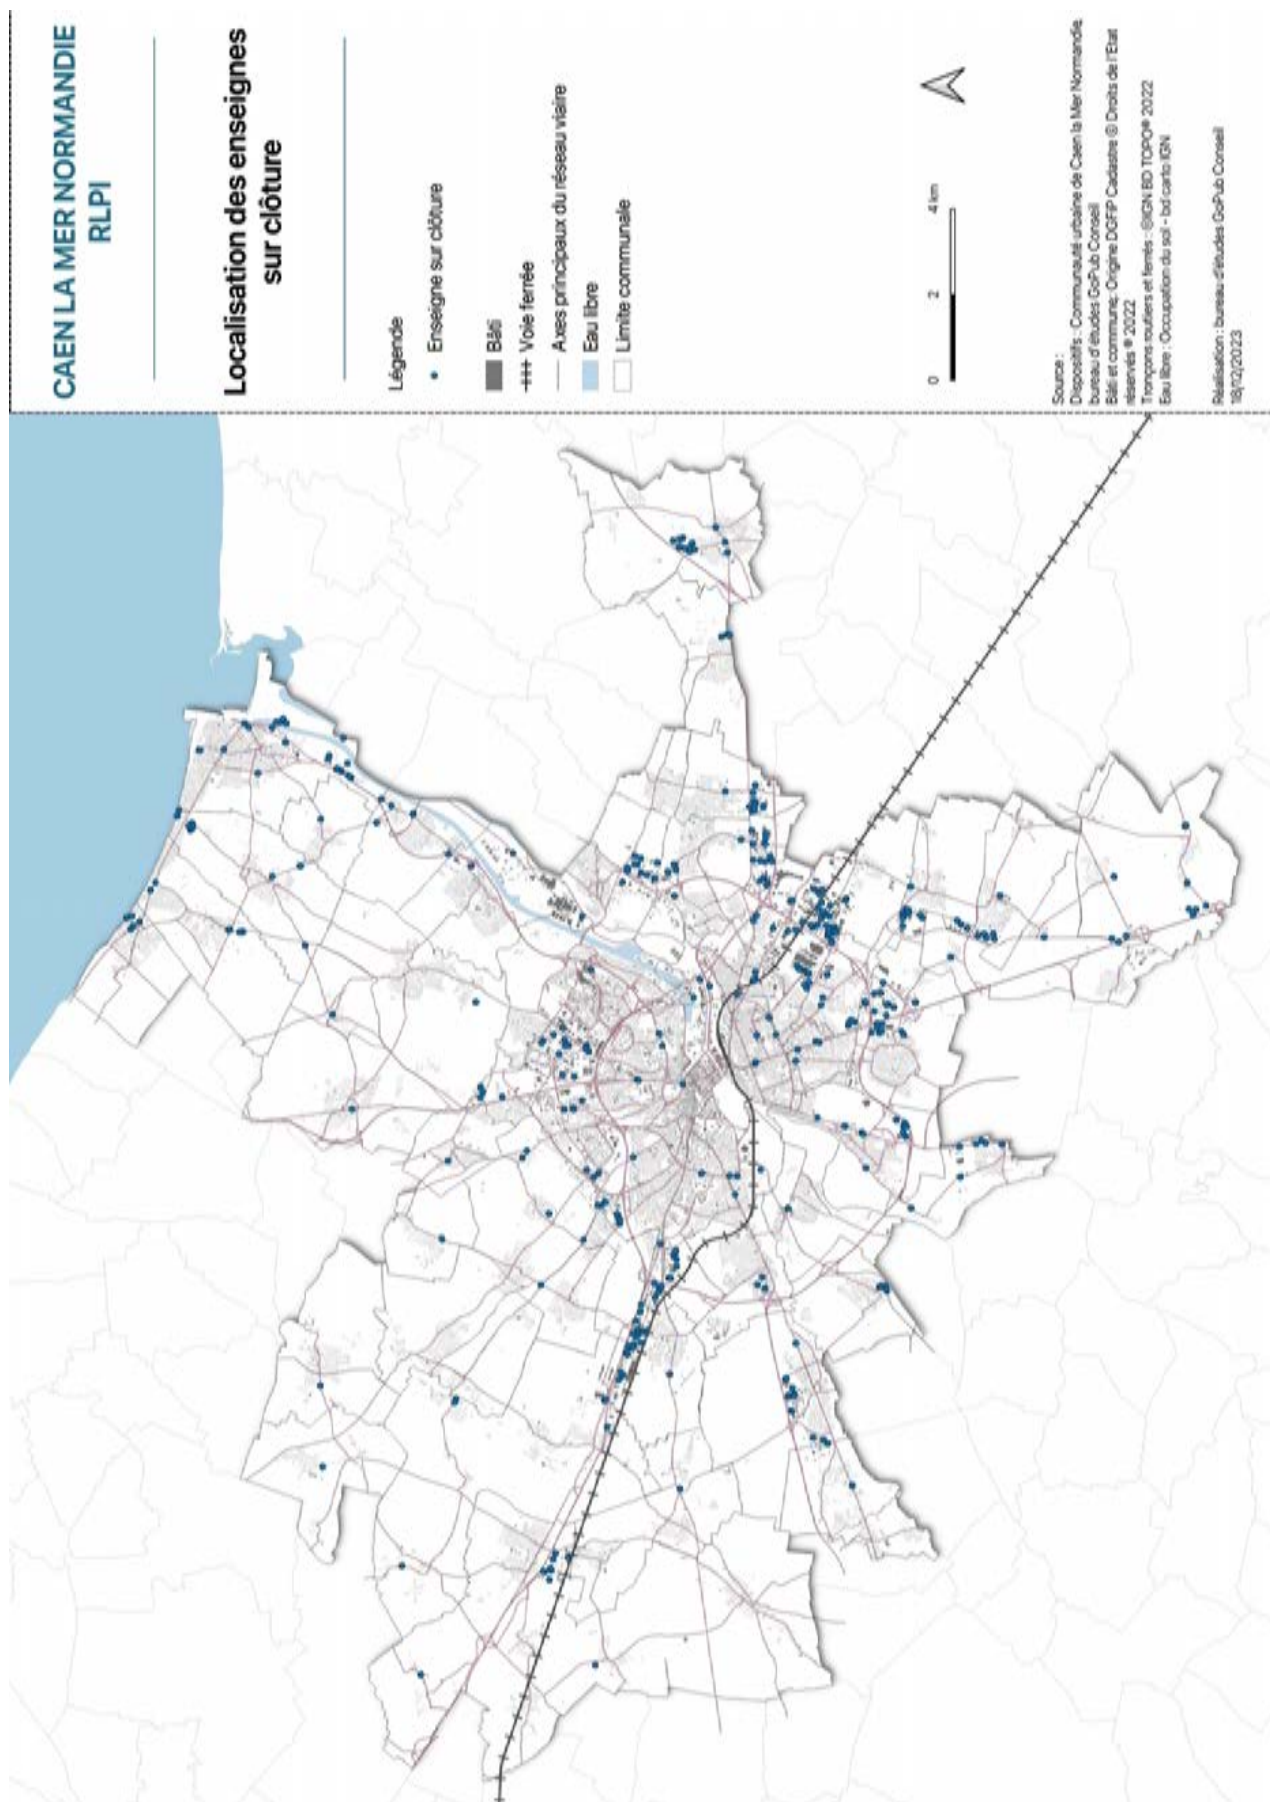 CAEN LA MER NORMANDIE
RLPI
Localisation des enseignes
sur clôture
Légende
Enseigne sur clôture
Bâti
Voie ferrée
Axes principaux du réseau viaire
Eau libre
Limite communale
0 2 4 km
Source :
Dispositifs : Communauté urbaine de Caen la Mer Normandie,
bureau d'études GoPub Conseil
Bâti et commune; Origine DGFiP Cadastre © Droits de l'Etat
réservés ® 2022
Tronçons routiers et ferrés : ©IGN BD TOPO® 2022
Eau libre : Occupation du sol - bd carto IGN
Réalisation : bureau d'études GoPub Conseil
18/12/2023